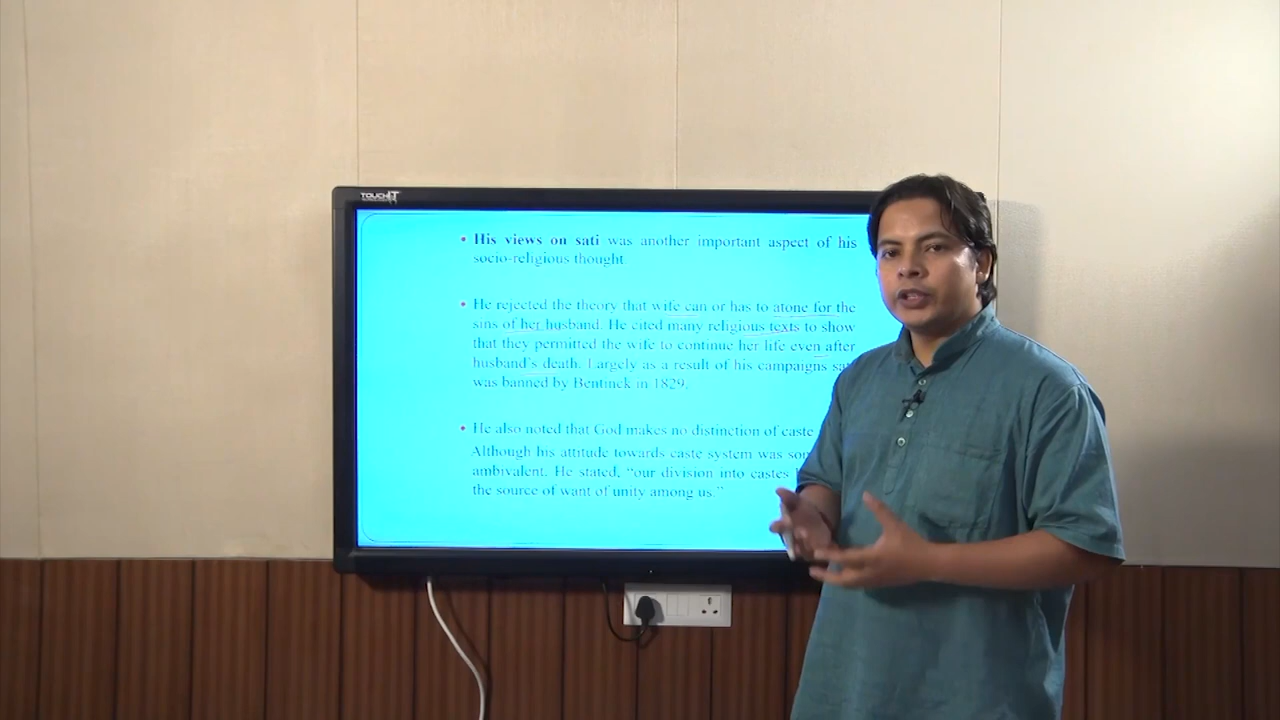 TOUCHIT
• His views on sati was another important aspect of his
socio-religious thought
• He rejected the theory that wife can or has to atone for the
sins of her husband. He cited many religious texts to show
that they permitted the wife to continue her life even after
husband's death. Largely as a result of his campaigns
was banned by Bentinck in 1829.
• He also noted that God makes no distinction of caste
Although his attitude towards caste system was
ambivalent. He stated, “our division into castes
the source of want of unity among us.”